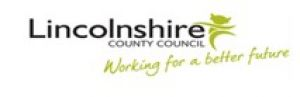 Lincolnshire
COUNTY COUNCIL
Working for a better future